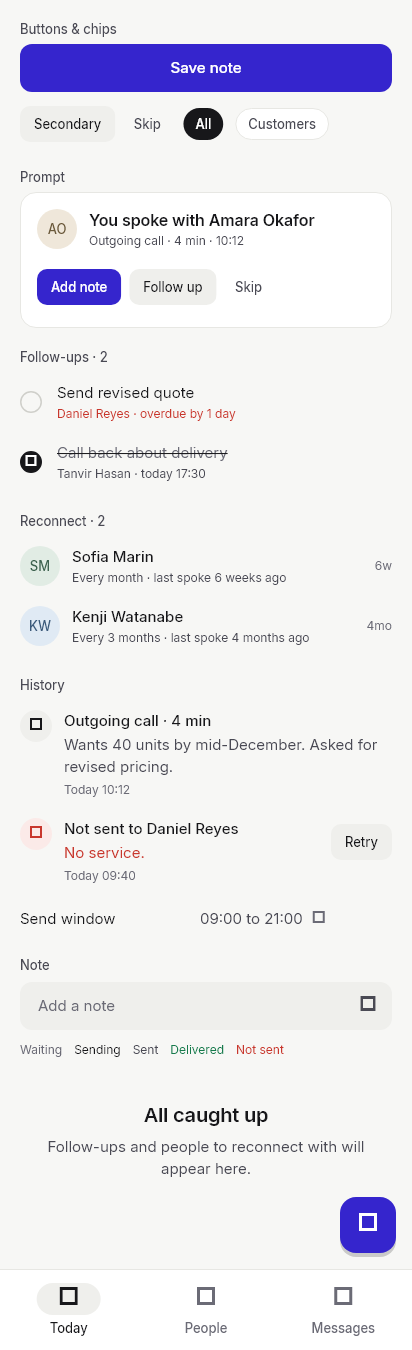 Buttons & chips
Save note
Secondary Skip All Customers
Prompt
AO
You spoke with Amara Okafor
Outgoing call · 4 min · 10:12
Add note Follow up Skip
Follow-ups · 2
Send revised quote
Daniel Reyes · overdue by 1 day
Call back about delivery
Tanvir Hasan · today 17:30
Reconnect · 2
SM
Sofia Marin
Every month · last spoke 6 weeks ago
6w
KW
Kenji Watanabe
Every 3 months · last spoke 4 months ago
4mo
History
Outgoing call · 4 min
Wants 40 units by mid-December. Asked for
revised pricing.
Today 10:12
Not sent to Daniel Reyes
No service.
Today 09:40
Retry
Send window 09:00 to 21:00
Note
Add a note
Waiting Sending Sent Delivered Not sent
All caught up
Follow-ups and people to reconnect with will
appear here.
Today People Messages